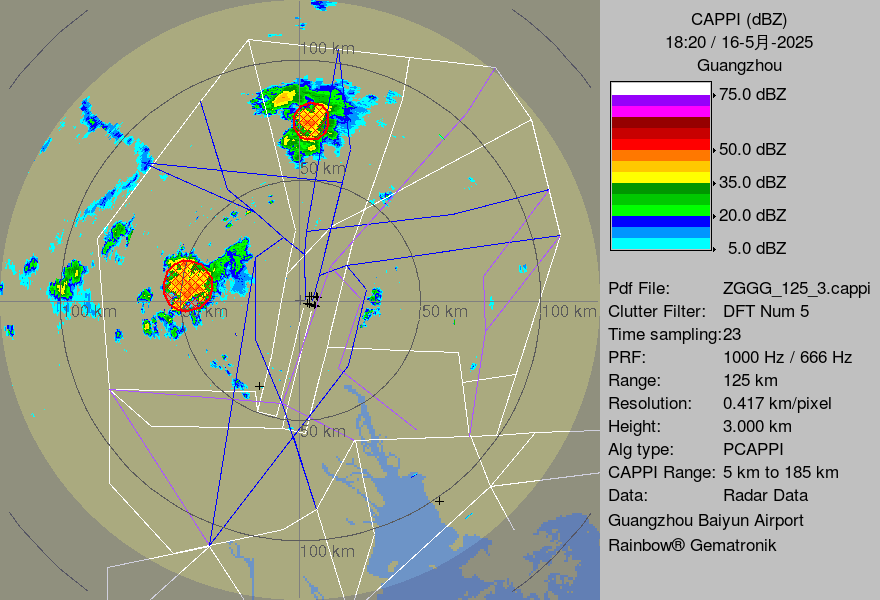 CAPPI (dBZ)
18:20 / 16-5月-2025
Guangzhou
75.0 dBZ
50.0 dBZ
35.0 dBZ
20.0 dBZ
5.0 dBZ
Pdf File: ZGGG_125_3.cappi
Clutter Filter: DFT Num 5
Time sampling:23
PRF: 1000 Hz / 666 Hz
Range: 125 km
Resolution: 0.417 km/pixel
Height: 3.000 km
Alg type: PCAPPI
CAPPI Range: 5 km to 185 km
Data: Radar Data
Guangzhou Baiyun Airport
Rainbow® Gematronik
100 km
50 km
100 km
km
50 km
100 km
50 km
100 km